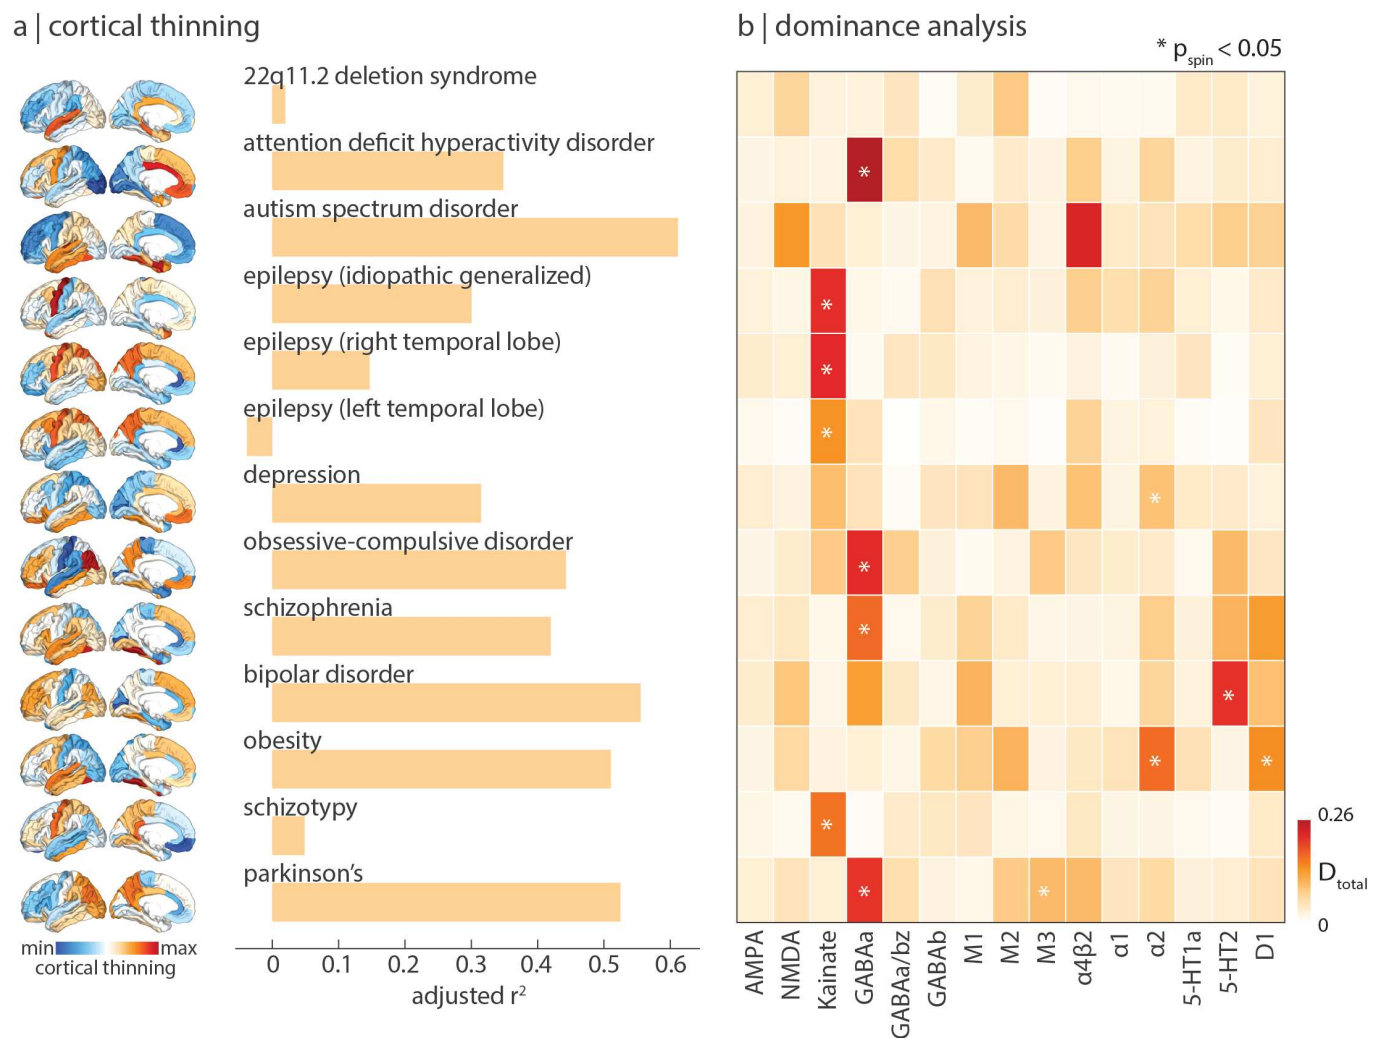 a | cortical thinning
b | dominance analysis
* p spin < 0.05
22q11.2 deletion syndrome
attention deficit hyperactivity disorder
autism spectrum disorder
epilepsy (idiopathic generalized)
epilepsy (right temporal lobe)
epilepsy (left temporal lobe)
depression
obsessive-compulsive disorder
schizophrenia
bipolar disorder
obesity
schizotypy
parkinson’s
min max
cortical thinning
0 0.1 0.2 0.3 0.4 0.5 0.6
adjusted r²
*
*
*
*
*
*
*
*
* *
*
* *
AMPA
NMDA
Kainate
GABAa
GABAa/bz
GABAb
M1
M2
M3
α4β2
α1
α2
5-HT1a
5-HT2
D1
0.26
D total
0